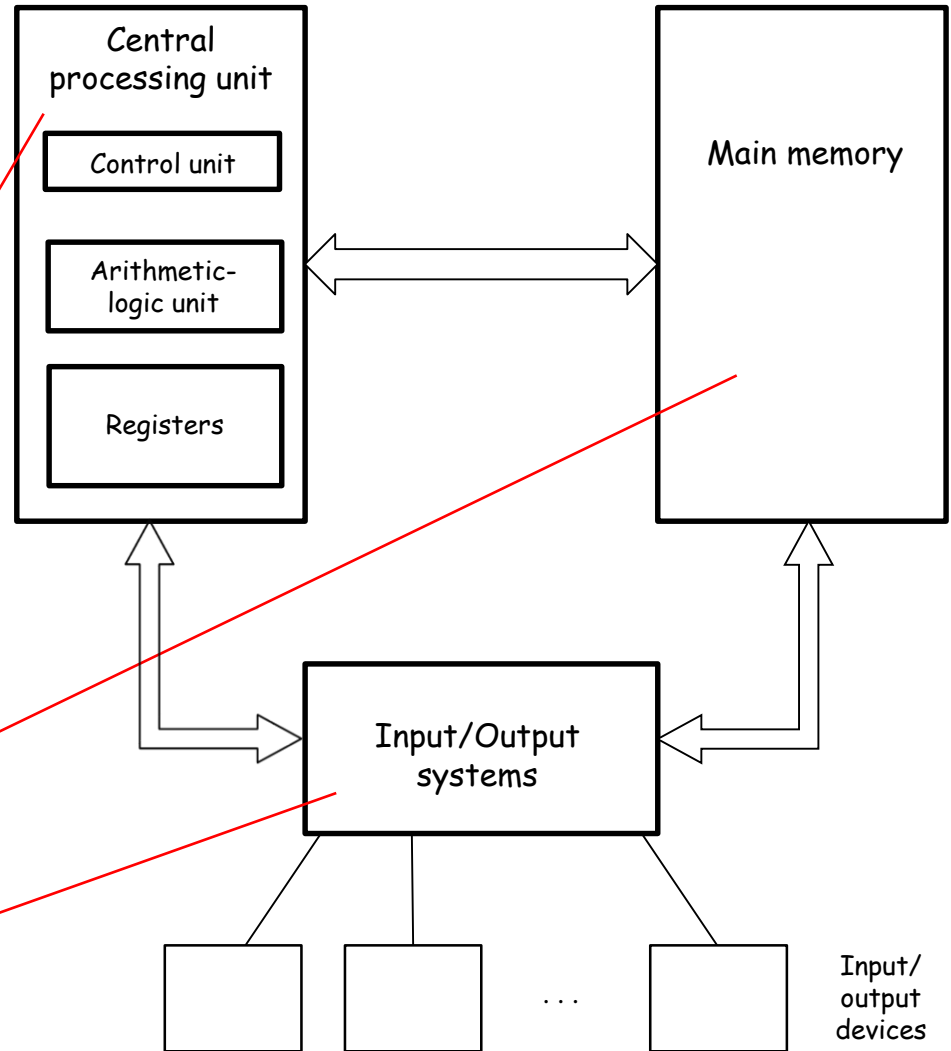 Central
processing unit
Control unit
Arithmetic-
logic unit
Registers
Main memory
Input/Output
systems
. . .
Input/
output
devices